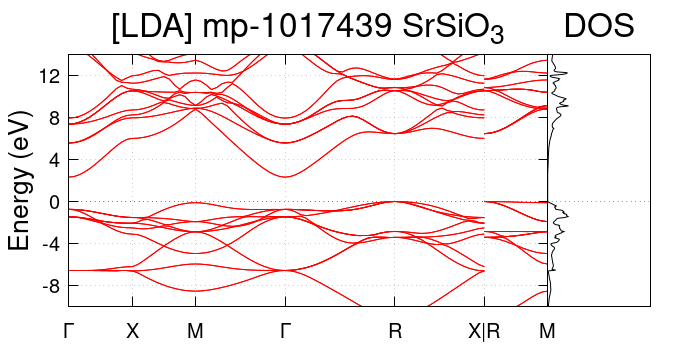 [LDA] mp-1017439 SrSiO₃ DOS
Energy (eV)
12
8
4
0
-4
-8
Γ X M Γ R X|R M